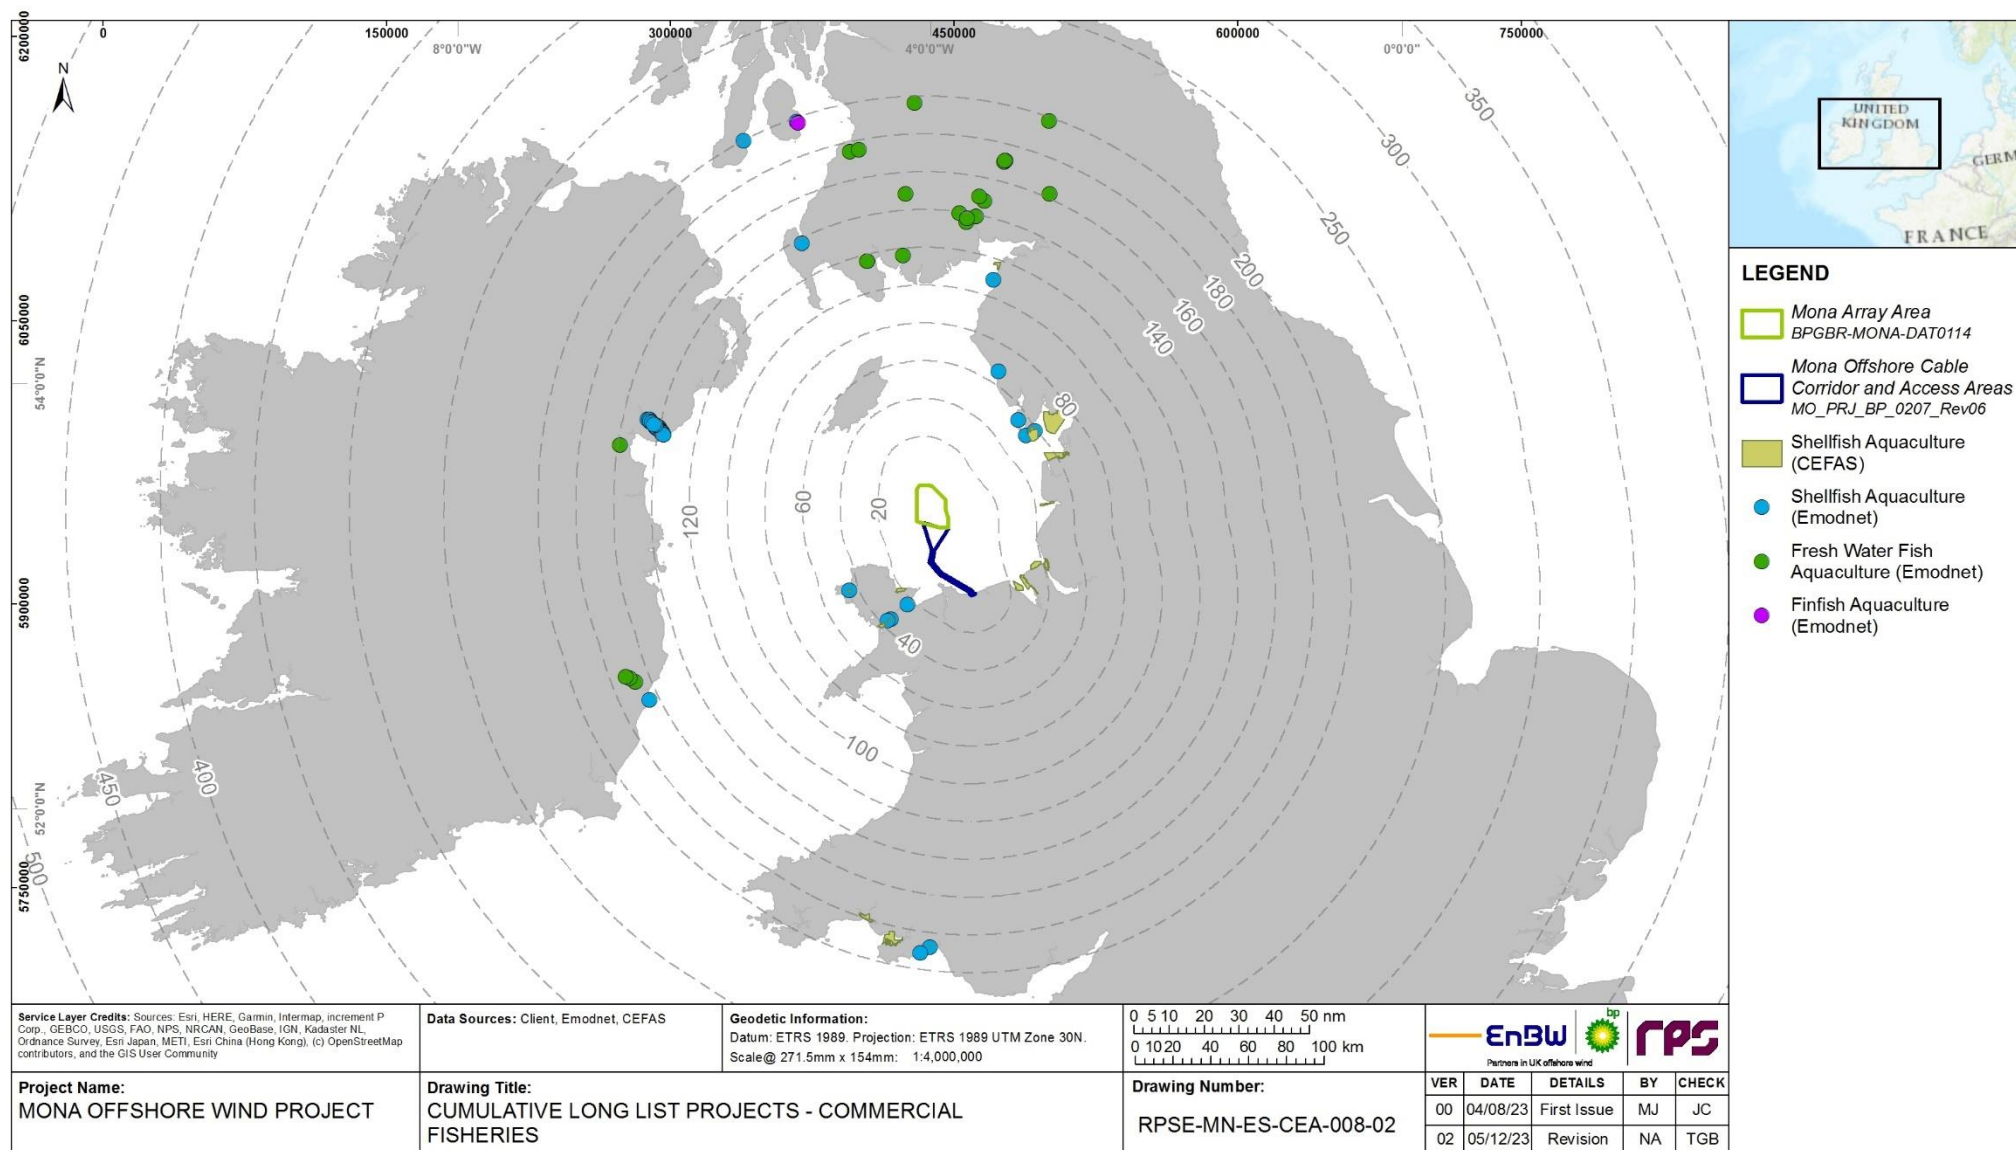 0
150000
300000
450000
600000
750000
8°0'0"W
4°0'0"W
0°0'0"
6200000
6050000
5900000
5750000
54°0'0"N
52°0'0"N
N
350
300
250
200
180
160
140
80
120
60
20
40
100
400
450
500
UNITED
KINGDOM
GERM
FRANCE
LEGEND
Mona Array Area
BPGBR-MONA-DAT0114
Mona Offshore Cable
Corridor and Access Areas
MO_PRJ_BP_0207_Rev06
Shellfish Aquaculture
(CEFAS)
Shellfish Aquaculture
(Emodnet)
Fresh Water Fish
Aquaculture (Emodnet)
Finfish Aquaculture
(Emodnet)
Service Layer Credits: Sources: Esri, HERE, Garmin, Intermap, increment P
Corp., GEBCO, USGS, FAO, NPS, NRCAN, GeoBase, IGN, Kadaster NL,
Ordnance Survey, Esri Japan, METI, Esri China (Hong Kong), (c) OpenStreetMap
contributors, and the GIS User Community
Data Sources: Client, Emodnet, CEFAS
Geodetic Information:
Datum: ETRS 1989. Projection: ETRS 1989 UTM Zone 30N.
Scale@ 271.5mm x 154mm: 1:4,000,000
0 5 10 20 30 40 50 nm
0 10 20 40 60 80 100 km
EnBW
bp
rps
Partners in UK offshore wind
Project Name:
MONA OFFSHORE WIND PROJECT
Drawing Title:
CUMULATIVE LONG LIST PROJECTS - COMMERCIAL
FISHERIES
Drawing Number:
RPSE-MN-ES-CEA-008-02
VER DATE DETAILS BY CHECK
00 04/08/23 First Issue MJ JC
02 05/12/23 Revision NA TGB